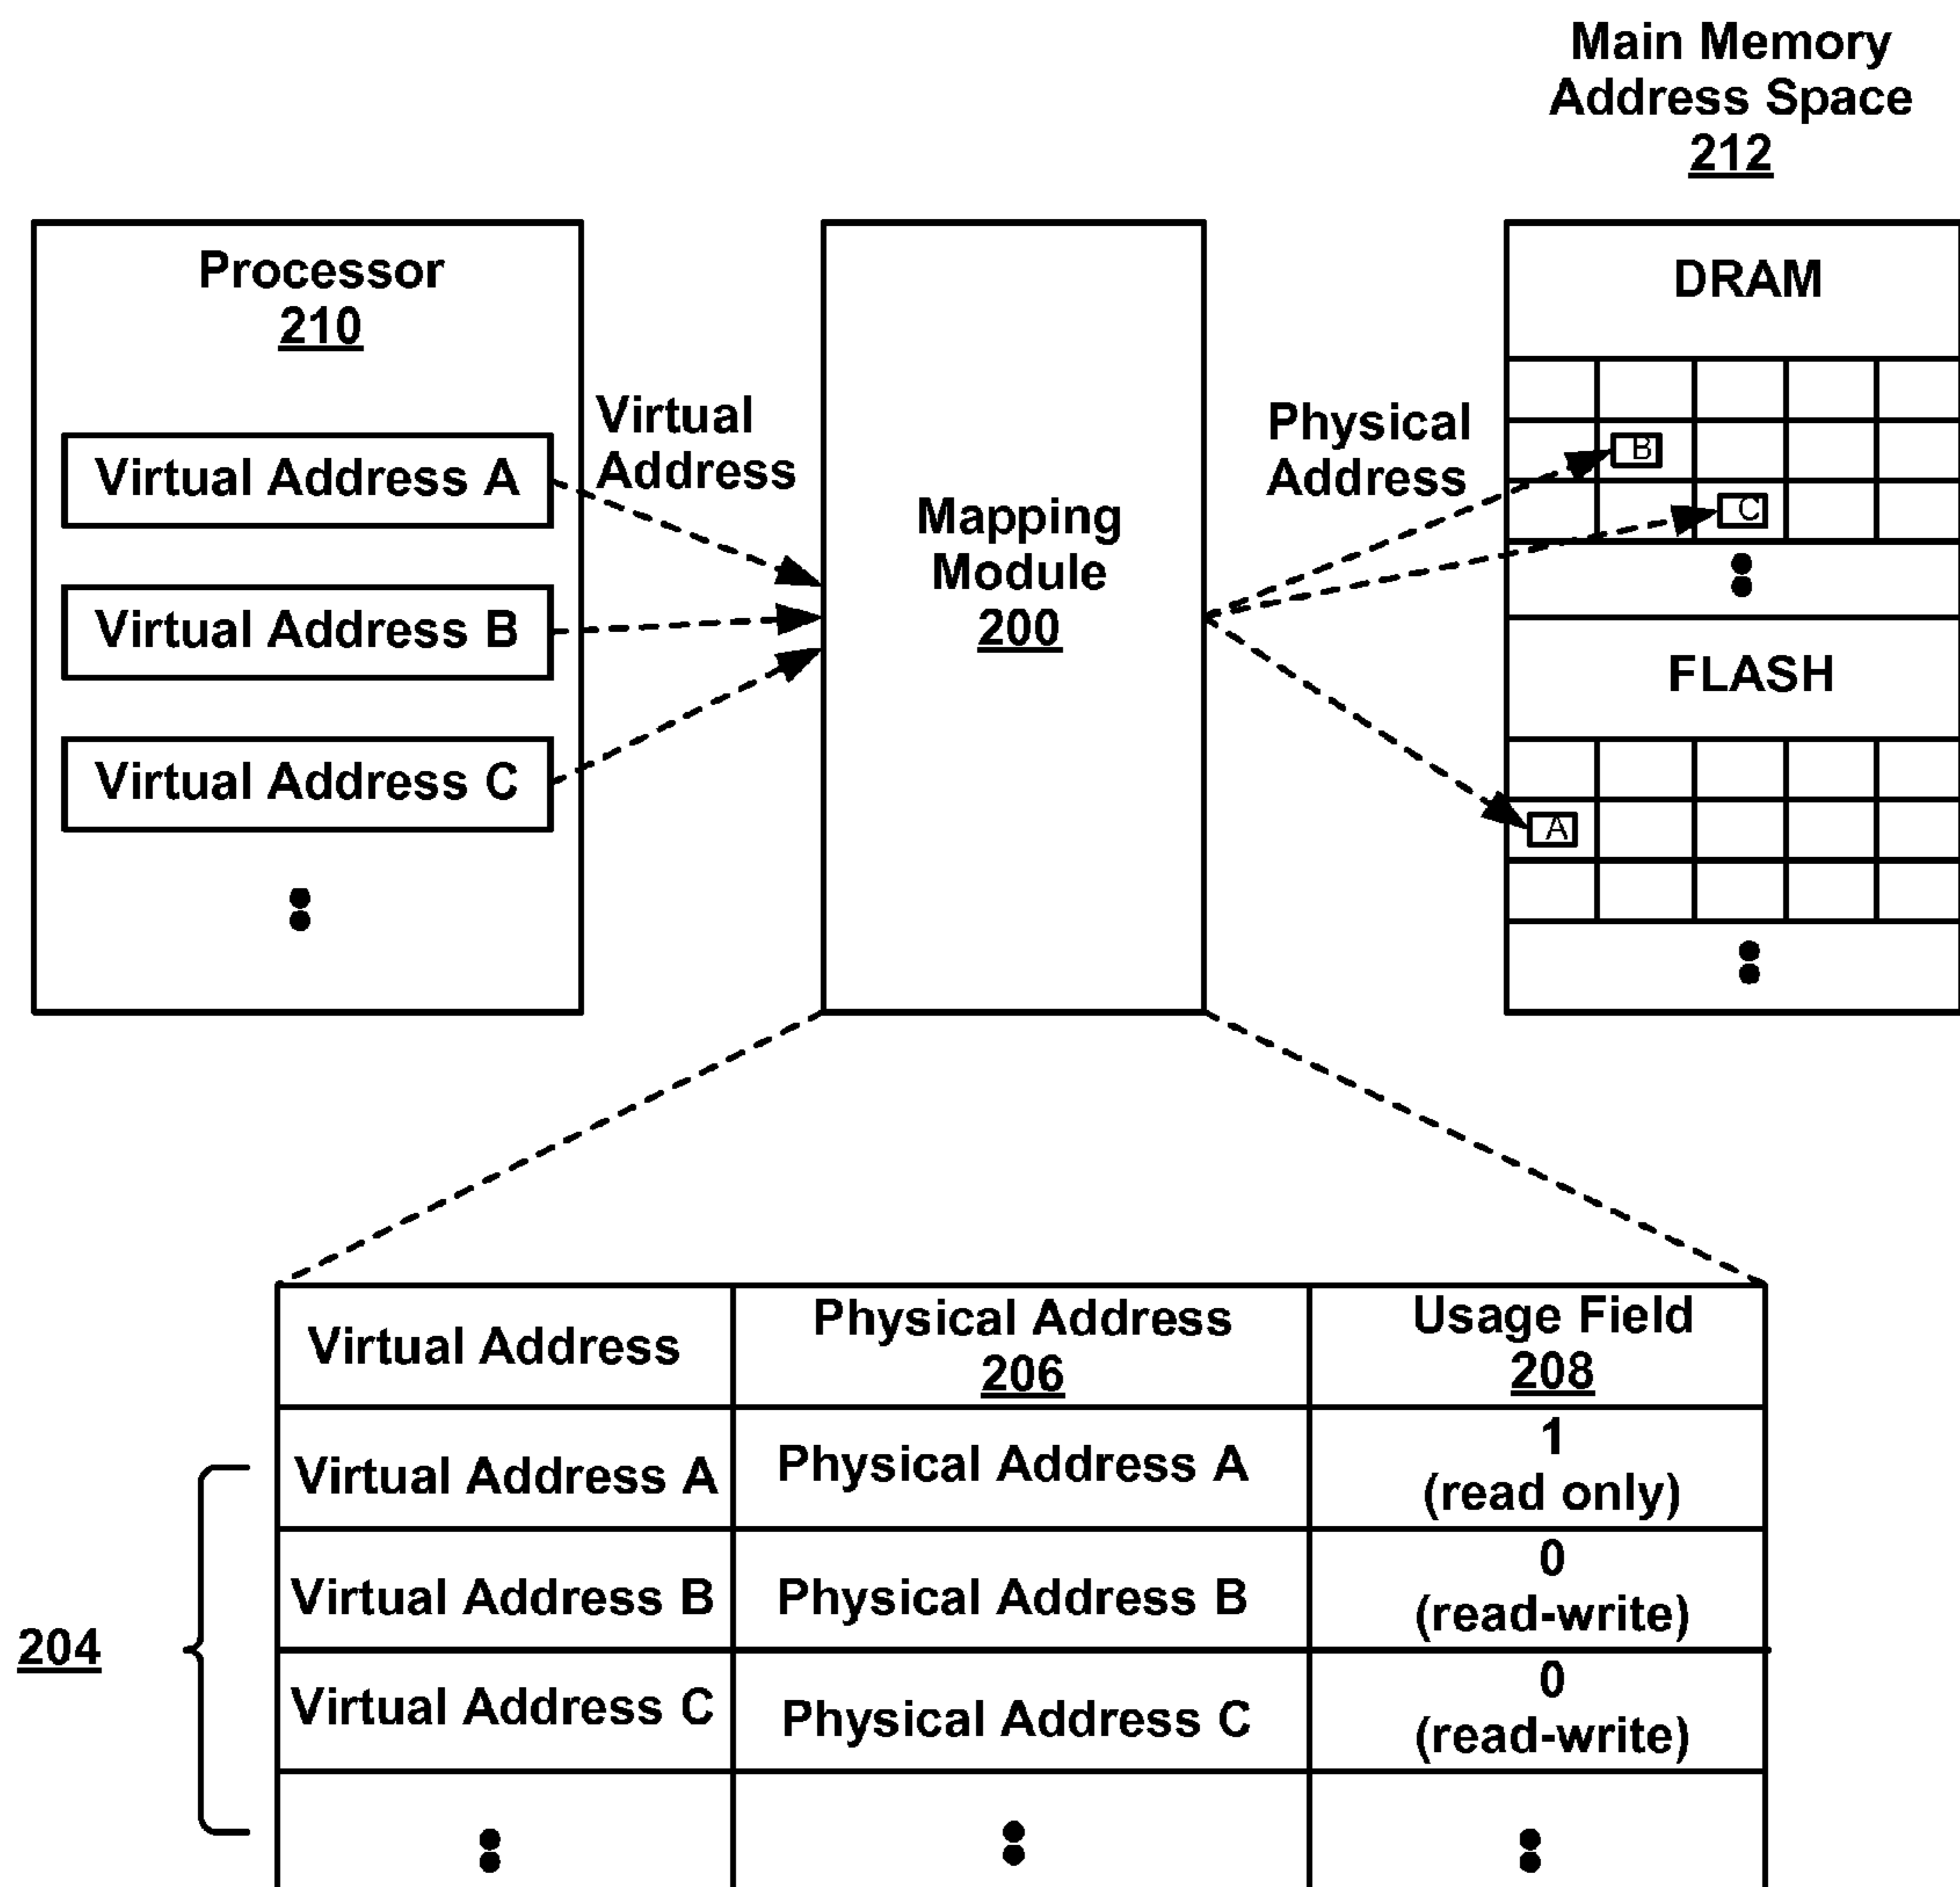 Main Memory
Address Space
212
Processor
210
Virtual Address A
Virtual Address B
Virtual Address C
Virtual
Address
Mapping
Module
200
Physical
Address
DRAM
B
C
FLASH
A
Virtual Address
Physical Address
206
Usage Field
208
Virtual Address A
Physical Address A
1
(read only)
Virtual Address B
Physical Address B
0
(read-write)
204
Virtual Address C
Physical Address C
0
(read-write)